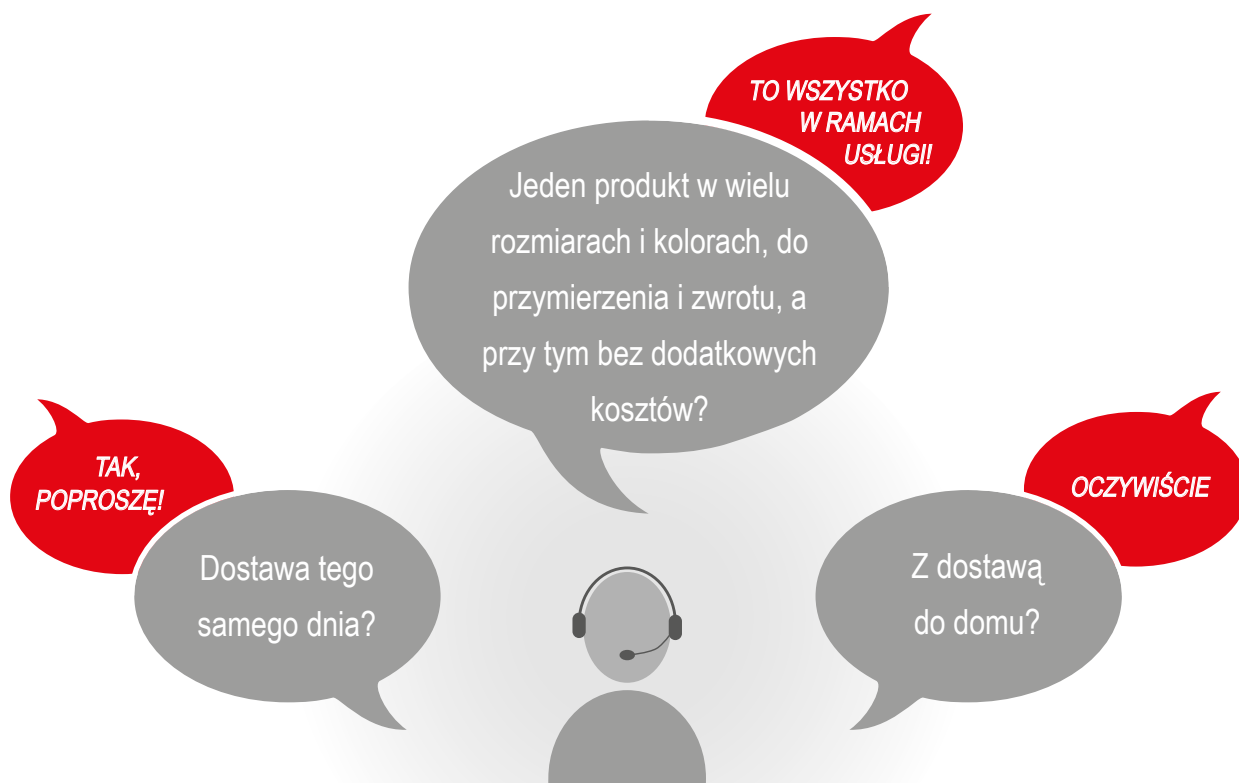 TO WSZYSTKO
W RAMACH
USŁUGI!
Jeden produkt w wielu
rozmiarach i kolorach, do
przymierzenia i zwrotu, a
przy tym bez dodatkowych
kosztów?
TAK,
POPROSZĘ!
Dostawa tego
samego dnia?
OCZYWIŚCIE
Z dostawą
do domu?